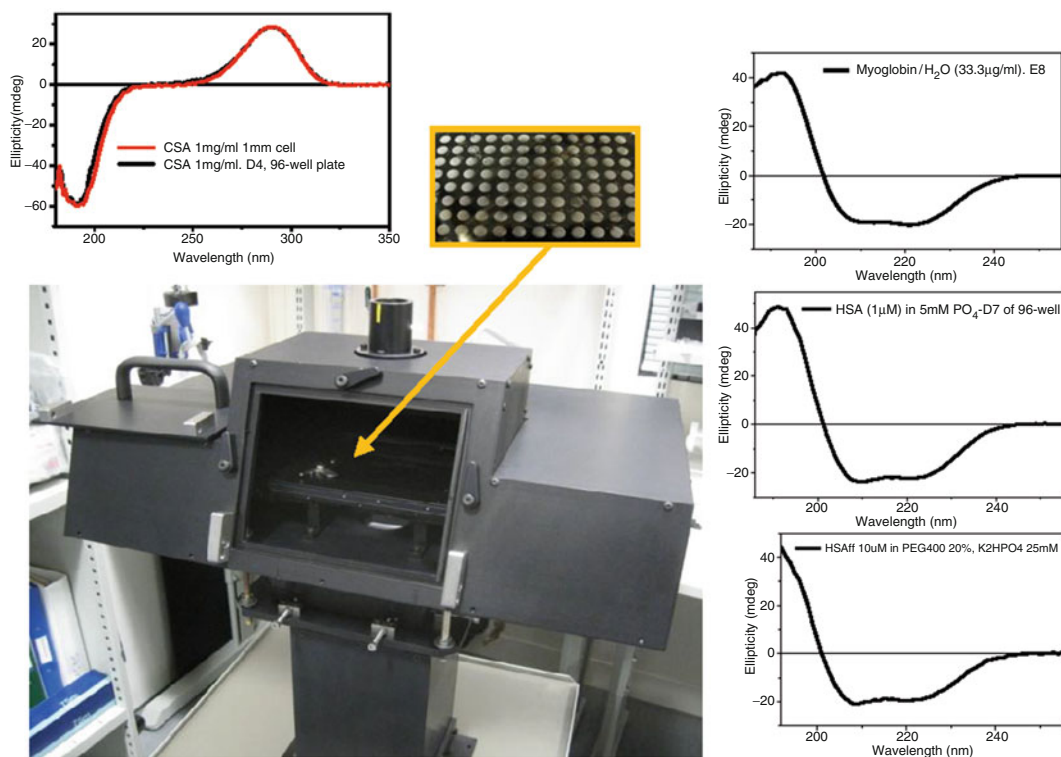 20
0
−20
−40
−60
Ellipticity(mdeg)
CSA 1mg/ml 1mm cell
CSA 1mg/ml. D4, 96-well plate
200
250
300
350
Wavelength (nm)
40
20
0
−20
Ellipticity (mdeg)
Myoglobin/H₂O (33.3µg/ml). E8
200
220
240
Wavelength (nm)
40
20
0
−20
Ellipticity (mdeg)
HSA (1µM) in 5mM PO₄-D7 of 96-well
200
220
240
Wavelength (nm)
40
20
0
−20
Ellipticity (mdeg)
HSAff 10uM in PEG400 20%, K2HPO4 25mM
200
220
240
Wavelength (nm)